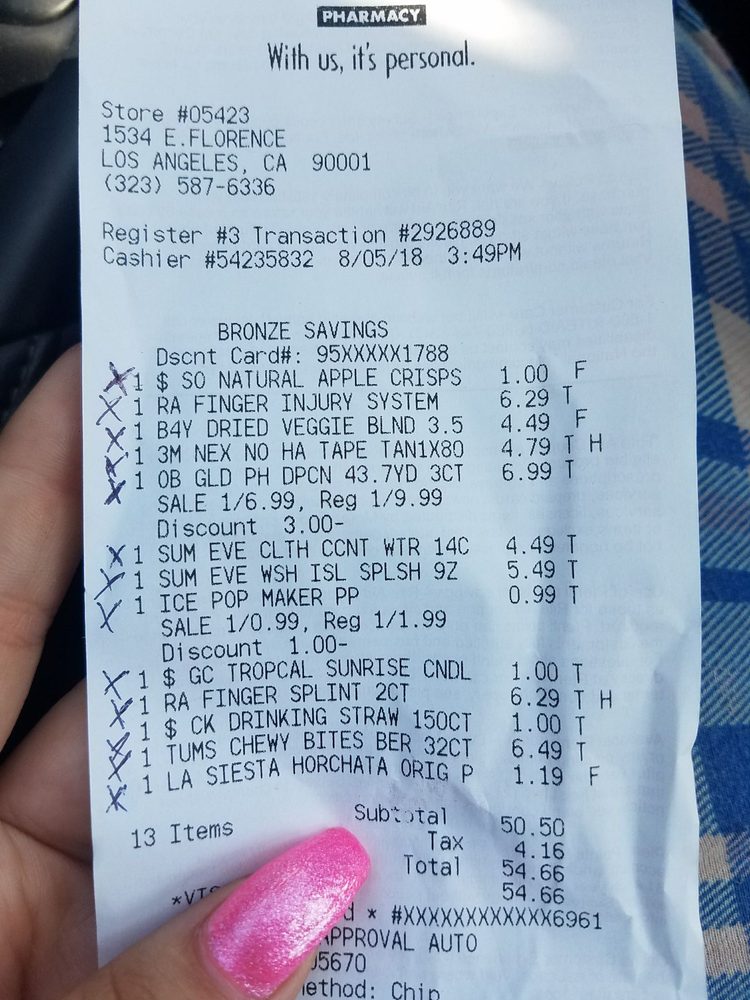 PHARMACY
With us, it's personal.
Store #05423
1534 E.FLORENCE
LOS ANGELES, CA 90001
(323) 587-6336
Register #3 Transaction #2926889
Cashier #54235832 8/05/18 3:49PM
BRONZE SAVINGS
Dscnt Card#: 95XXXXX1788
1 $ SO NATURAL APPLE CRISPS 1.00 F
1 RA FINGER INJURY SYSTEM 6.29 T
1 B4Y DRIED VEGGIE BLND 3.5 4.49 F
1 3M NEX NO HA TAPE TAN1X80 4.79 T H
1 OB GLD PH DPCN 43.7YD 3CT 6.99 T
SALE 1/6.99, Reg 1/9.99
Discount 3.00-
1 SUM EVE CLTH CCNT WTR 14C 4.49 T
1 SUM EVE WSH ISL SPLSH 9Z 5.49 T
1 ICE POP MAKER PP 0.99 T
SALE 1/0.99, Reg 1/1.99
Discount 1.00-
1 $ GC TROPCAL SUNRISE CNDL 1.00 T
1 RA FINGER SPLINT 2CT 6.29 T H
1 $ CK DRINKING STRAW 150CT 1.00 T
1 TUMS CHEWY BITES BER 32CT 6.49 T
1 LA SIESTA HORCHATA ORIG P 1.19 F
Subtotal 50.50
13 Items
Tax 4.16
Total 54.66
54.66
* #XXXXXXXXXXXX6961
APPROVAL AUTO
5670
ethod: Chip